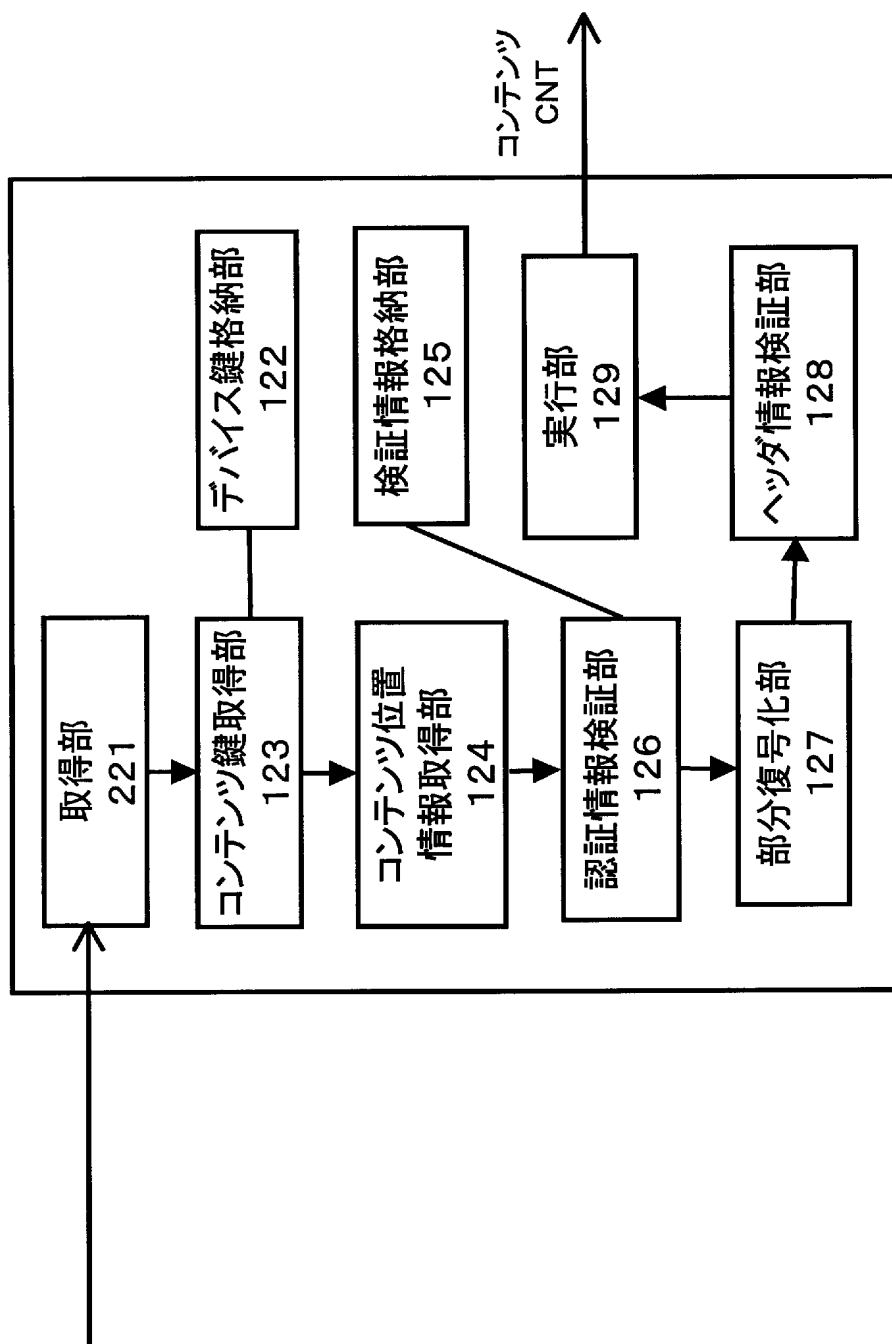 取得部
221
コンテンツ鍵取得部
123
デバイス鍵格納部
122
コンテンツ位置
情報取得部
124
検証情報格納部
125
認証情報検証部
126
実行部
129
部分復号化部
127
ヘッダ情報検証部
128
コンテンツ
CNT